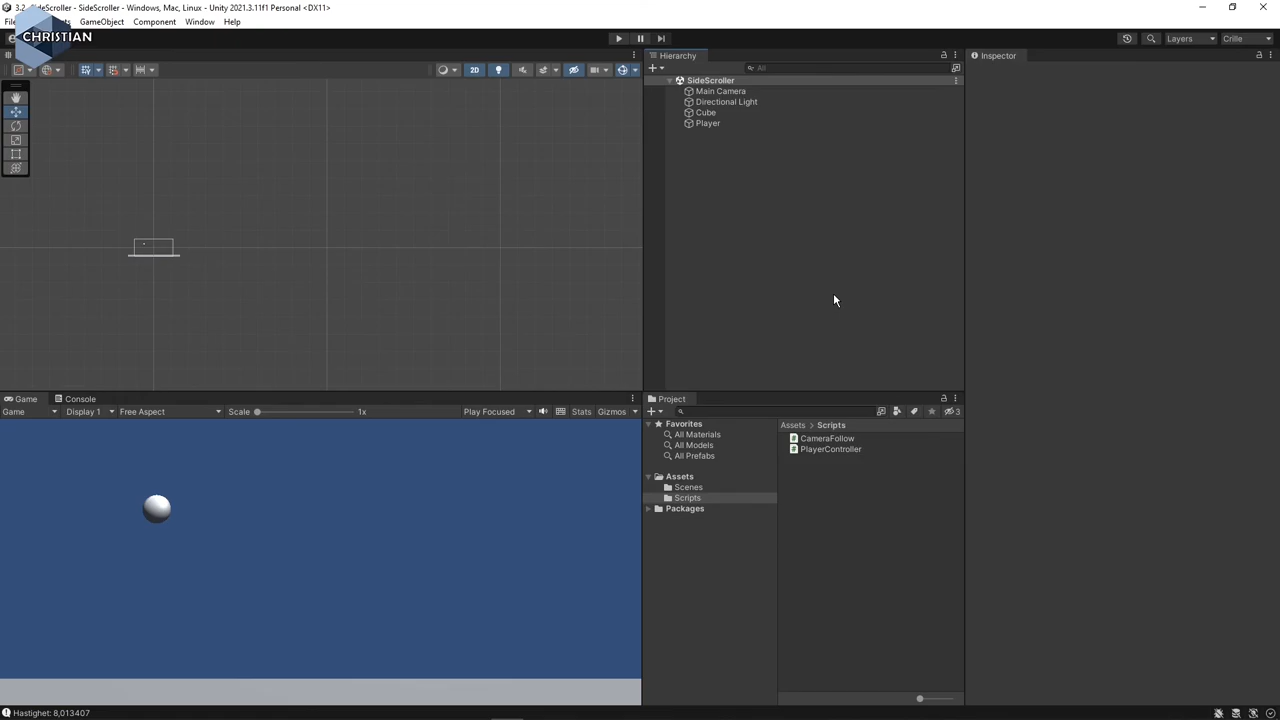 3.2. SideScroller - SideScroller - Windows, Mac, Linux - Unity 2021.3.11f1 Personal <DX11>
GameObject Component Window Help
CHRISTIAN
Layers
Crille
Hierarchy
All
SideScroller
Main Camera
Directional Light
Cube
Player
Inspector
2D
Game Console
Game Display 1 Free Aspect Scale 1x Play Focused Stats Gizmos
Project
3
Favorites
All Materials
All Models
All Prefabs
Assets
Scenes
Scripts
Packages
Assets > Scripts
CameraFollow
PlayerController
Hastighet: 8,013407